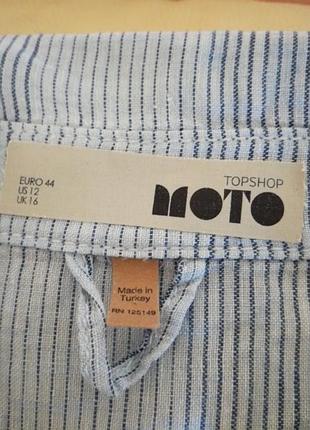 EURO 44
US 12
UK 16
TOPSHOP
MOTO
Made in
Turkey
RN 125149